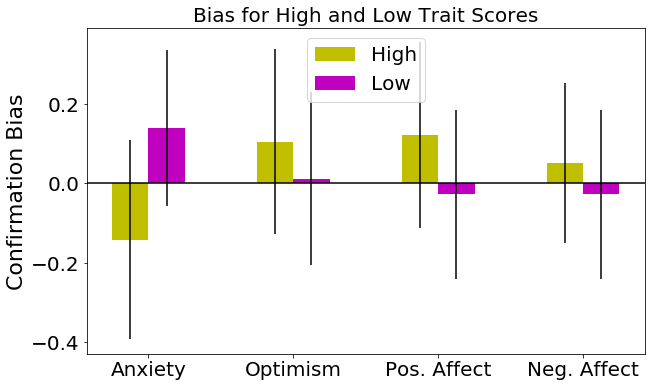 Bias for High and Low Trait Scores
High
Low
Confirmation Bias
0.2
0.0
−0.2
−0.4
Anxiety Optimism Pos. Affect Neg. Affect